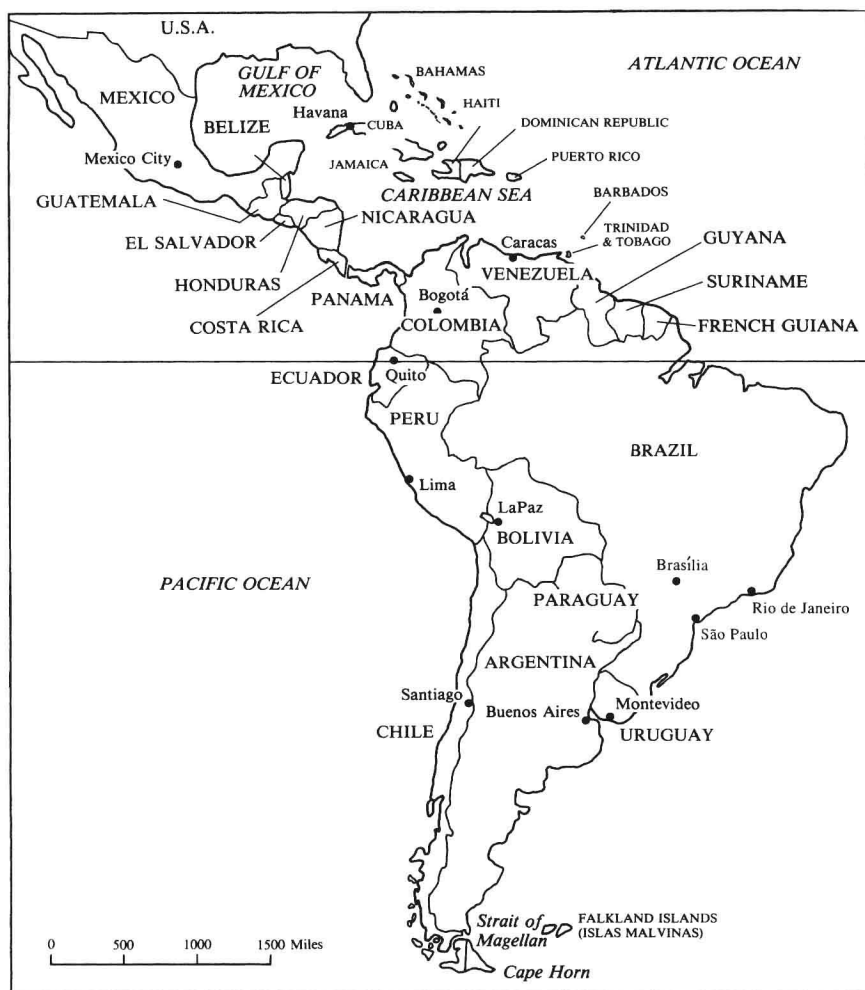 U.S.A.
GULF OF
MEXICO
ATLANTIC OCEAN
BAHAMAS
MEXICO
HAITI
Havana
CUBA
DOMINICAN REPUBLIC
BELIZE
Mexico City
JAMAICA
PUERTO RICO
CARIBBEAN SEA
GUATEMALA
BARBADOS
NICARAGUA
TRINIDAD
& TOBAGO
EL SALVADOR
Caracas
GUYANA
VENEZUELA
HONDURAS
SURINAME
PANAMA
Bogotá
COSTA RICA
COLOMBIA
FRENCH GUIANA
ECUADOR
Quito
PERU
BRAZIL
Lima
LaPaz
BOLIVIA
Brasília
PACIFIC OCEAN
PARAGUAY
Rio de Janeiro
São Paulo
ARGENTINA
Santiago
Montevideo
Buenos Aires
CHILE
URUGUAY
Strait of
Magellan
FALKLAND ISLANDS
(ISLAS MALVINAS)
0 500 1000 1500 Miles
Cape Horn